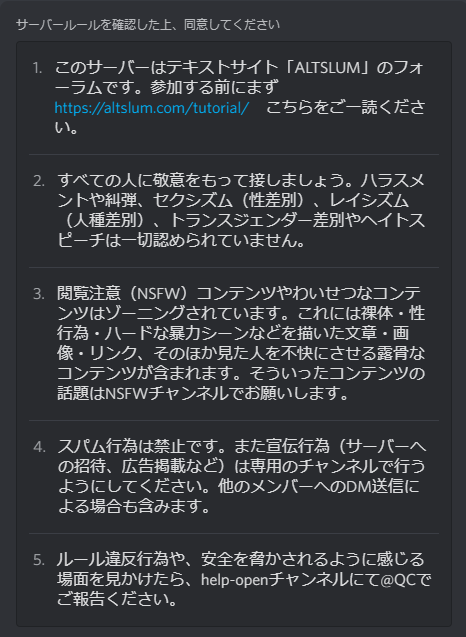 サーバールールを確認した上、同意してください
1. このサーバーはテキストサイト「ALTSLUM」のフォ
ーラムです。参加する前にまず
https://altslum.com/tutorial/　こちらをご一読くださ
い。
2. すべての人に敬意をもって接しましょう。ハラスメ
ントや糾弾、セクシズム（性差別）、レイシズム
（人種差別）、トランスジェンダー差別やヘイトス
ピーチは一切認められていません。
3. 閲覧注意（NSFW）コンテンツやわいせつなコンテ
ンツはゾーニングされています。これには裸体・性
行為・ハードな暴力シーンなどを描いた文章・画
像・リンク、そのほか見た人を不快にさせる露骨な
コンテンツが含まれます。そういったコンテンツの
話題はNSFWチャンネルでお願いします。
4. スパム行為は禁止です。また宣伝行為（サーバーへ
の招待、広告掲載など）は専用のチャンネルで行う
ようにしてください。他のメンバーへのDM送信に
よる場合も含みます。
5. ルール違反行為や、安全を脅かされるように感じる
場面を見かけたら、help-openチャンネルにて@QCで
ご報告ください。